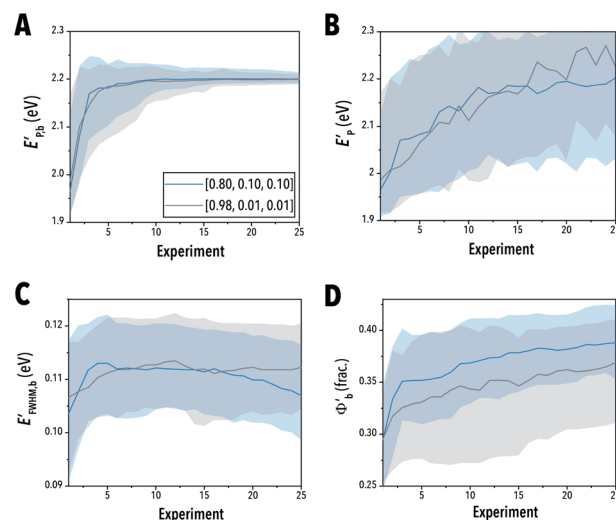 A
E'P,b (eV)
2.3
2.2
2.1
2.0
1.9
[0.80, 0.10, 0.10]
[0.98, 0.01, 0.01]
5
10
15
20
25
Experiment
B
E'P (eV)
2.3
2.2
2.1
2
1.9
5
10
15
20
25
Experiment
C
E'FWHM,b (eV)
0.12
0.11
0.10
0.09
5
10
15
20
25
Experiment
D
Φ'b (frac.)
0.40
0.35
0.30
0.25
5
10
15
20
25
Experiment